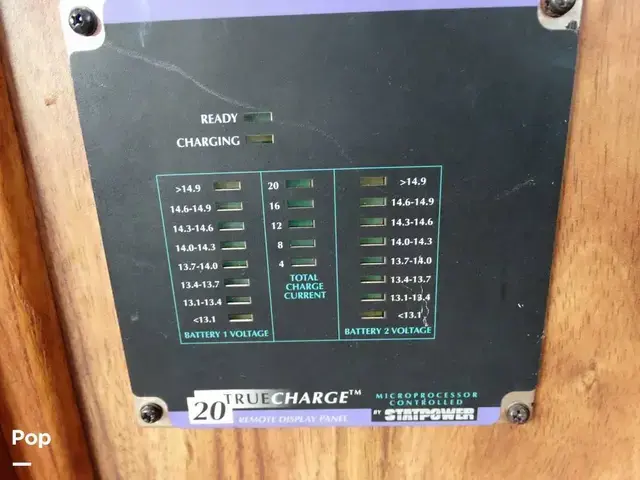 READY
CHARGING
>14.9 20 >14.9
14.6-14.9 16 14.6-14.9
14.3-14.6 12 14.3-14.6
14.0-14.3 8 14.0-14.3
13.7-14.0 4 13.7-14.0
13.4-13.7 TOTAL CHARGE CURRENT 13.4-13.7
13.1-13.4 13.1-13.4
<13.1 <13.1
BATTERY 1 VOLTAGE BATTERY 2 VOLTAGE
20 TRUECHARGE™
REMOTE DISPLAY PANEL
MICROPROCESSOR
CONTROLLED
BY STATPOWER
Pop